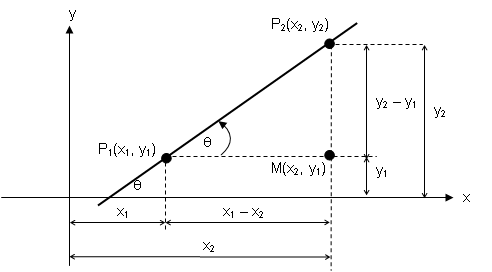 y
P₂(x₂, y₂)
y₂ – y₁
y₂
P₁(x₁, y₁)
θ
M(x₂, y₁)
y₁
θ
x
x₁
x₁ – x₂
x₂